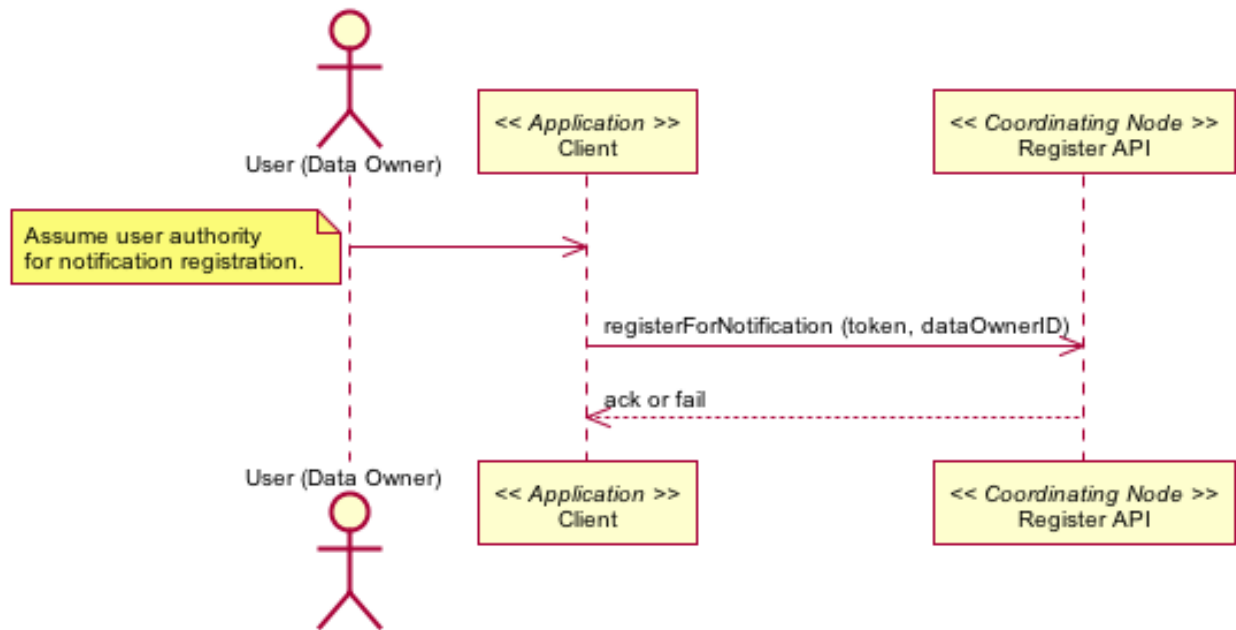 User (Data Owner)
<< Application >>
Client
<< Coordinating Node >>
Register API
Assume user authority
for notification registration.
registerForNotification (token, dataOwnerID)
ack or fail
User (Data Owner)
<< Application >>
Client
<< Coordinating Node >>
Register API